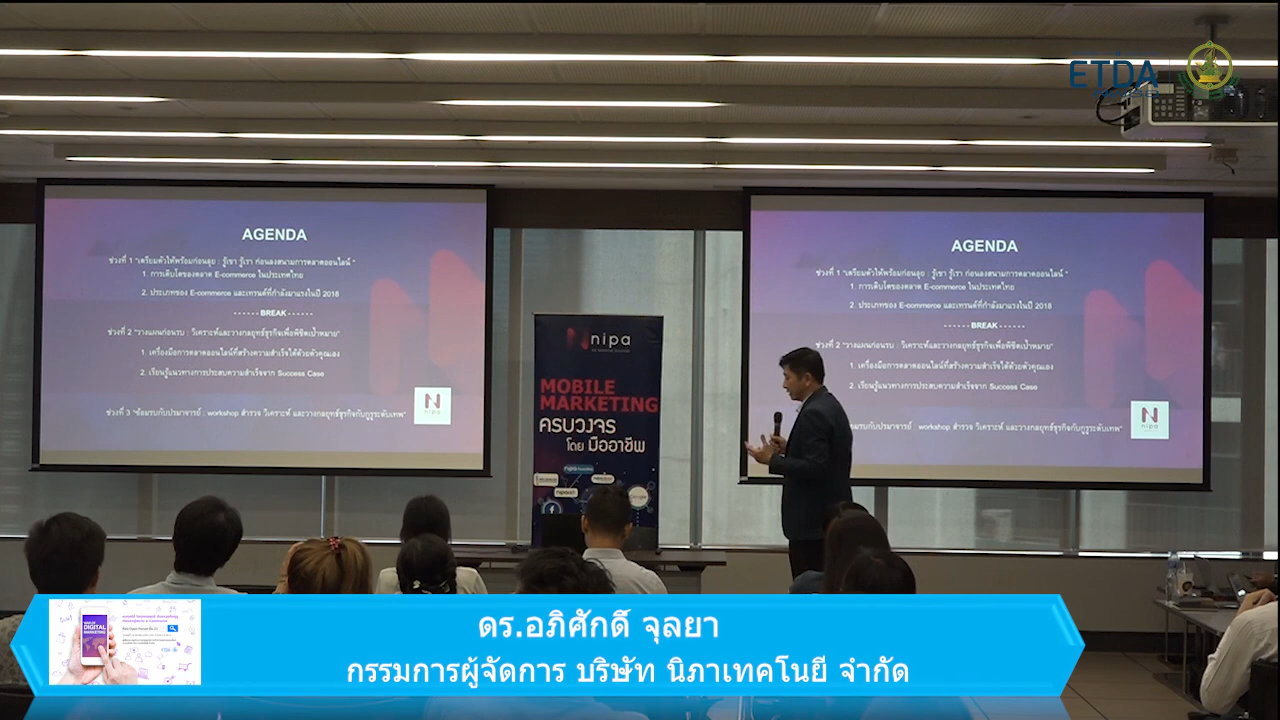 ETDA
AGENDA
ช่วงที่ 1 "เตรียมตัวให้พร้อมก่อนลุย : รู้เขา รู้เรา ก่อนลงสนามการตลาดออนไลน์ "
1. การเติบโตของตลาด E-commerce ในประเทศไทย
2. ประเภทของ E-commerce และเทรนด์ที่กำลังมาแรงในปี 2018
- - - - - - BREAK - - - - - -
ช่วงที่ 2 "วางแผนก่อนรบ : วิเคราะห์และวางกลยุทธ์ธุรกิจเพื่อพิชิตเป้าหมาย"
1. เครื่องมือการตลาดออนไลน์ที่สร้างความสำเร็จได้ด้วยตัวคุณเอง
2. เรียนรู้แนวทางการประสบความสำเร็จจาก Success Case
ช่วงที่ 3 "ซ้อมรบกับปรมาจารย์ : workshop สำรวจ วิเคราะห์ และวางกลยุทธ์ธุรกิจกับกูรูระดับเทพ"
N
nipa
AGENDA
ช่วงที่ 1 "เตรียมตัวให้พร้อมก่อนลุย : รู้เขา รู้เรา ก่อนลงสนามการตลาดออนไลน์ "
1. การเติบโตของตลาด E-commerce ในประเทศไทย
2. ประเภทของ E-commerce และเทรนด์ที่กำลังมาแรงในปี 2018
- - - - - - BREAK - - - - - -
ช่วงที่ 2 "วางแผนก่อนรบ : วิเคราะห์และวางกลยุทธ์ธุรกิจเพื่อพิชิตเป้าหมาย"
1. เครื่องมือการตลาดออนไลน์ที่สร้างความสำเร็จได้ด้วยตัวคุณเอง
2. เรียนรู้แนวทางการประสบความสำเร็จจาก Success Case
มรบกับปรมาจารย์ : workshop สำรวจ วิเคราะห์ และวางกลยุทธ์ธุรกิจกับกูรูระดับเทพ"
N
nipa
nipa
MOBILE
MARKETING
ครบวงจร
โดย มืออาชีพ
DIGITAL
MARKETING
ดร.อภิศักดิ์ จุลยา
กรรมการผู้จัดการ บริษัท นิภาเทคโนยี จำกัด